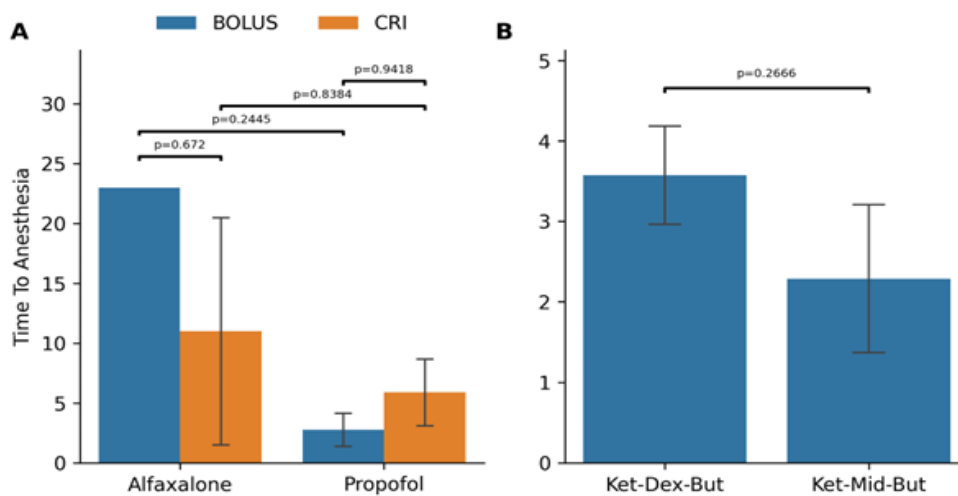 A
BOLUS
CRI
B
Time To Anesthesia
30
25
20
15
10
5
0
p=0.9418
p=0.8384
p=0.2445
p=0.672
Alfaxalone
Propofol
5
4
3
2
1
0
p=0.2666
Ket-Dex-But
Ket-Mid-But